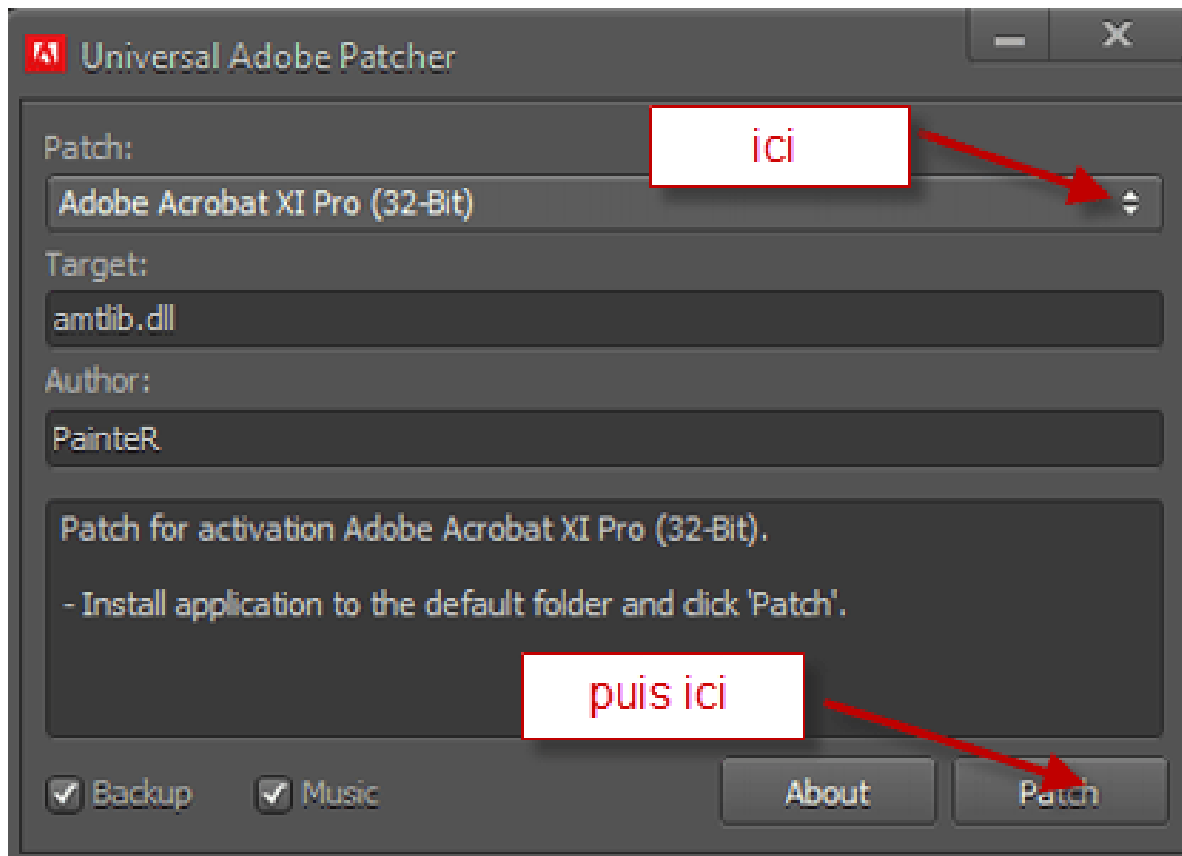 Universal Adobe Patcher
Patch:
ici
Adobe Acrobat XI Pro (32-Bit)
Target:
amtlib.dll
Author:
PainteR
Patch for activation Adobe Acrobat XI Pro (32-Bit).
- Install application to the default folder and click 'Patch'.
puis ici
Backup
Music
About
Patch